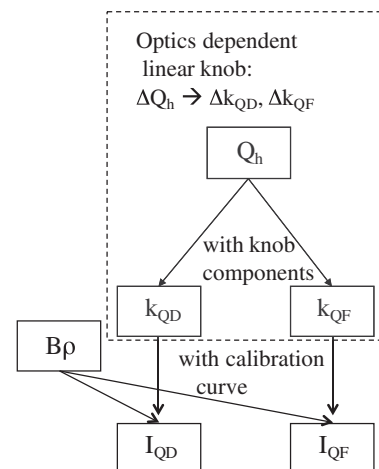 Optics dependent
linear knob:
ΔQh → ΔkQD, ΔkQF
Qh
with knob
components
kQD
kQF
Bρ
with calibration
curve
IQD
IQF